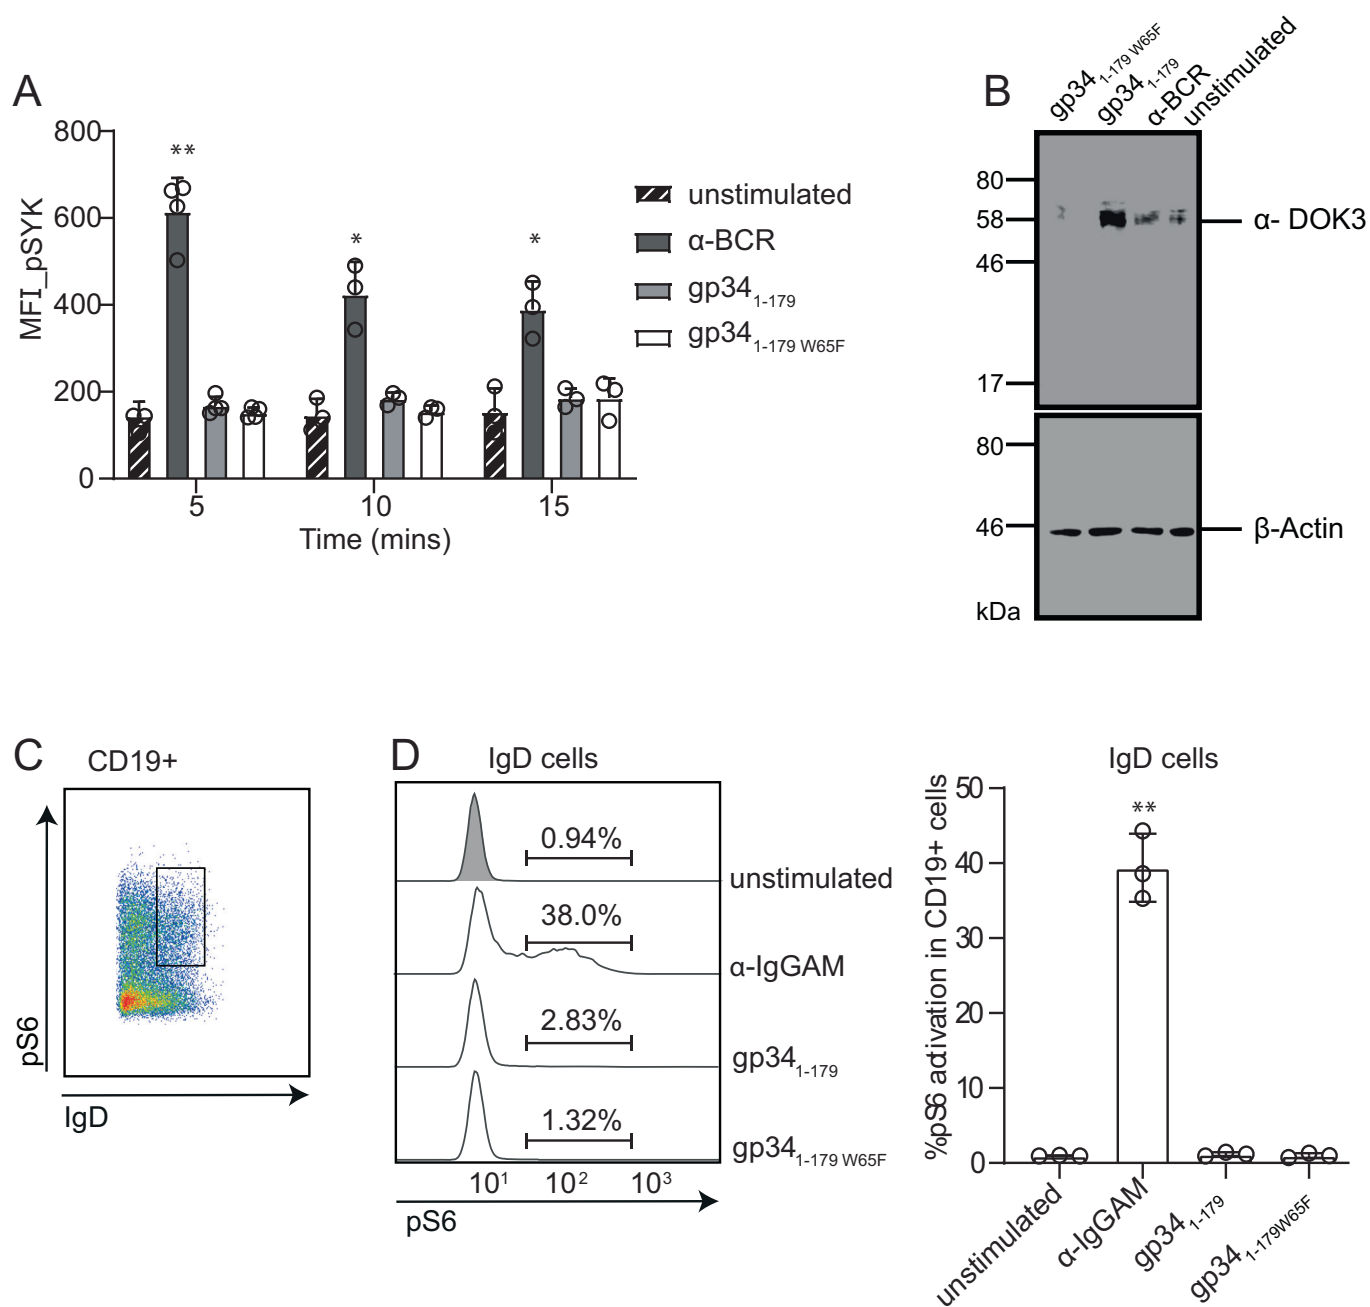 A
800
600
400
200
0
MFI_pSYK
** 
*
*
5
10
15
Time (mins)
unstimulated
α-BCR
gp34 1-179
gp34 1-179 W65F
B
gp34 1-179 W65F
gp34 1-179
α-BCR
unstimulated
80
58
46
17
α- DOK3
80
46
kDa
β-Actin
C
CD19+
pS6
IgD
D
IgD cells
0.94%
unstimulated
38.0%
α-IgGAM
2.83%
gp34 1-179
1.32%
gp34 1-179 W65F
10¹ 10² 10³
pS6
IgD cells
%pS6 activation in CD19+ cells
50
40
30
20
10
0
**
unstimulated
α-IgGAM
gp34 1-179
gp34 1-179W65F